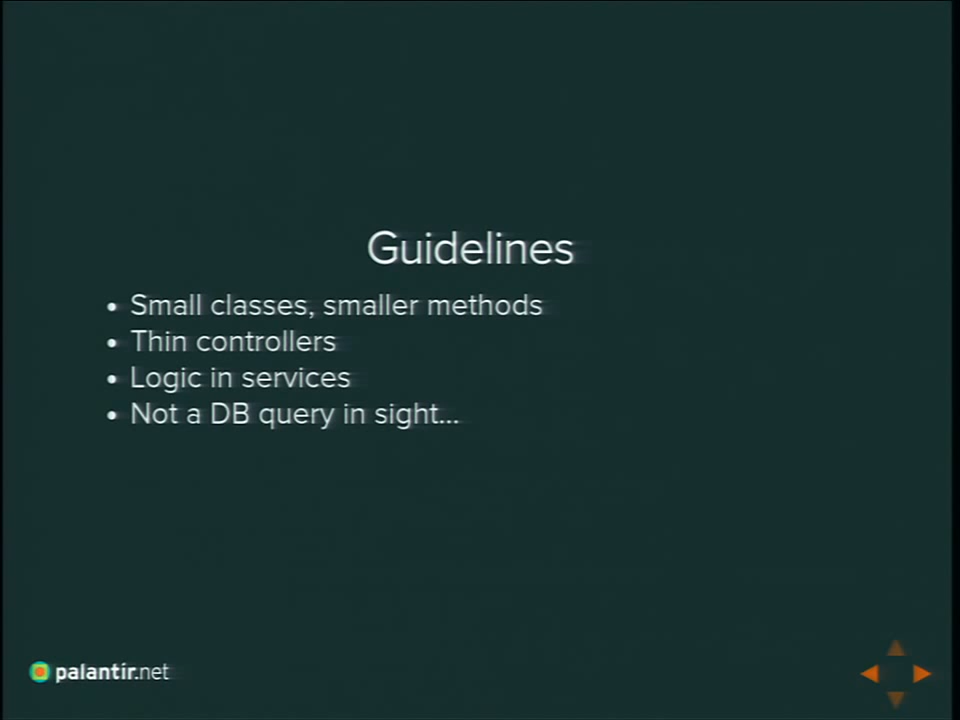 Guidelines
• Small classes, smaller methods
• Thin controllers
• Logic in services
• Not a DB query in sight...
palantir.net